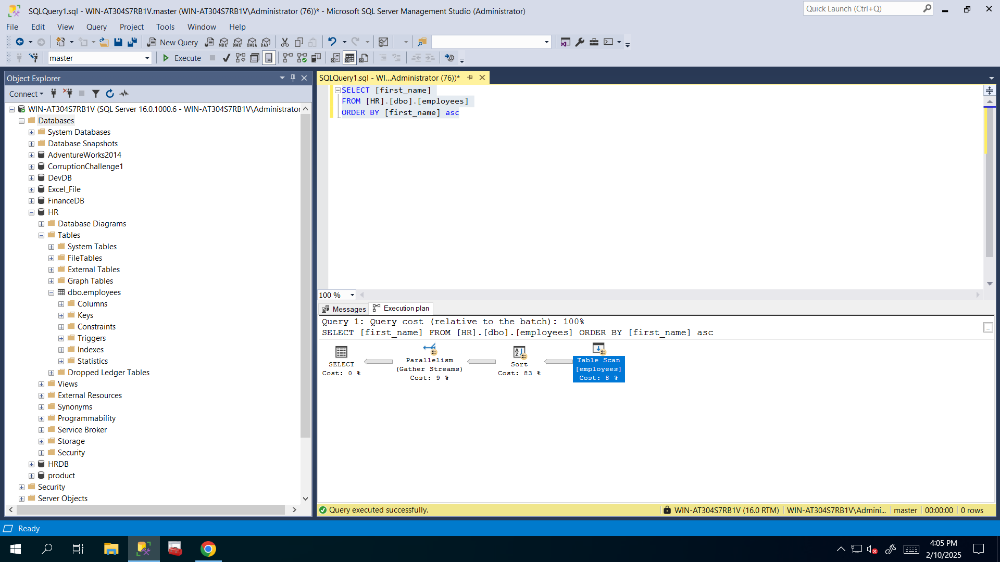 SQLQuery1.sql - WIN-AT304S7RB1V.master (WIN-AT304S7RB1V\Administrator (76))* - Microsoft SQL Server Management Studio (Administrator)
Quick Launch (Ctrl+Q)
File Edit View Query Project Tools Window Help
New Query MDX DMX XMLA DAX
master Execute
Object Explorer
Connect
WIN-AT304S7RB1V (SQL Server 16.0.1000.6 - WIN-AT304S7RB1V\Administrator
Databases
System Databases
Database Snapshots
AdventureWorks2014
CorruptionChallenge1
DevDB
Excel_File
FinanceDB
HR
Database Diagrams
Tables
System Tables
FileTables
External Tables
Graph Tables
dbo.employees
Columns
Keys
Constraints
Triggers
Indexes
Statistics
Dropped Ledger Tables
Views
External Resources
Synonyms
Programmability
Service Broker
Storage
Security
HRDB
product
Security
Server Objects
SQLQuery1.sql - WI...Administrator (76))*
SELECT [first_name]
FROM [HR].[dbo].[employees]
ORDER BY [first_name] asc
100 %
Messages Execution plan
Query 1: Query cost (relative to the batch): 100%
SELECT [first_name] FROM [HR].[dbo].[employees] ORDER BY [first_name] asc
...
SELECT
Cost: 0 %
Parallelism
(Gather Streams)
Cost: 9 %
Sort
Cost: 83 %
Table Scan
[employees]
Cost: 8 %
Query executed successfully.
WIN-AT304S7RB1V (16.0 RTM) WIN-AT304S7RB1V\Admini... master 00:00:00 0 rows
Ready
4:05 PM
2/10/2025